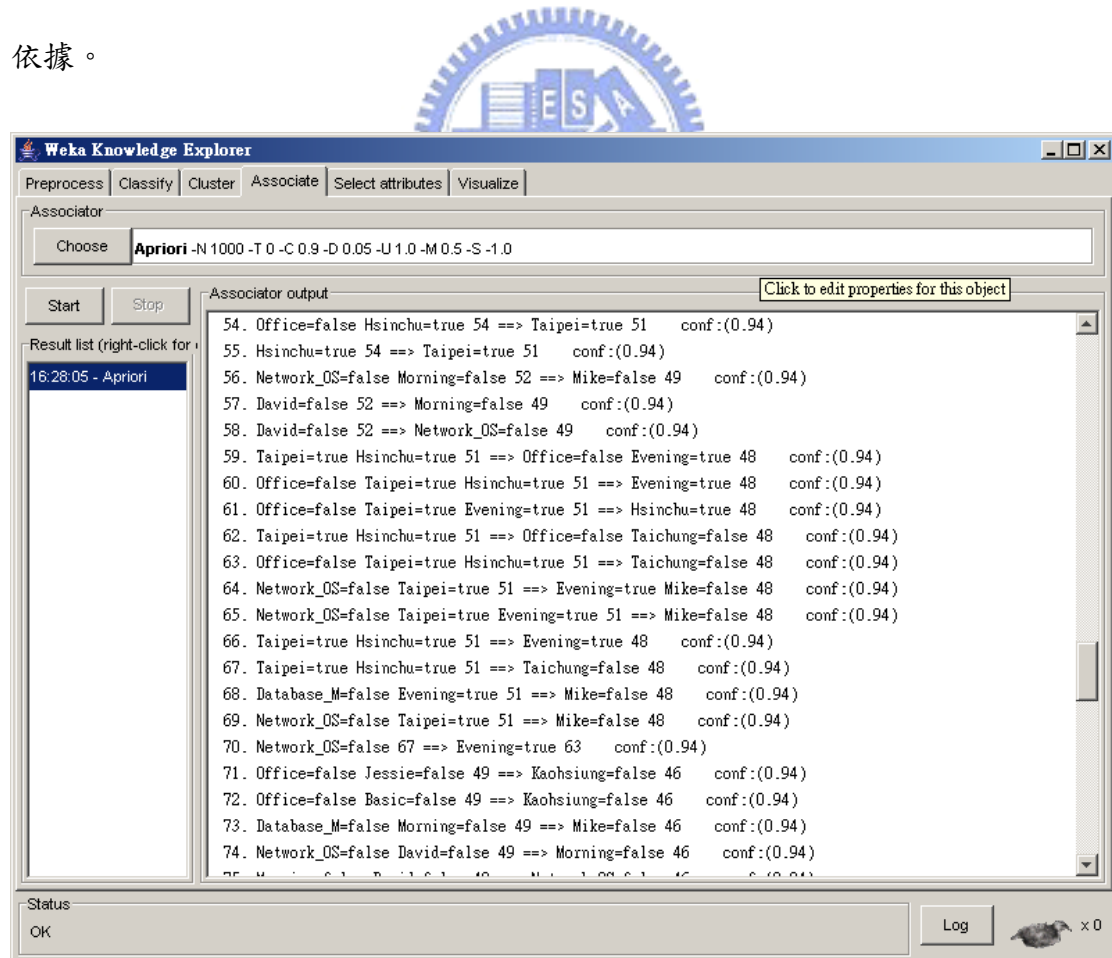 依據。
ESA
Weka Knowledge Explorer
Preprocess Classify Cluster Associate Select attributes Visualize
Associator
Choose Apriori -N 1000 -T 0 -C 0.9 -D 0.05 -U 1.0 -M 0.5 -S -1.0
Click to edit properties for this object
Start Stop
Associator output
Result list (right-click for
16:28:05 - Apriori
54. Office=false Hsinchu=true 54 ==> Taipei=true 51 conf:(0.94)
55. Hsinchu=true 54 ==> Taipei=true 51 conf:(0.94)
56. Network_OS=false Morning=false 52 ==> Mike=false 49 conf:(0.94)
57. David=false 52 ==> Morning=false 49 conf:(0.94)
58. David=false 52 ==> Network_OS=false 49 conf:(0.94)
59. Taipei=true Hsinchu=true 51 ==> Office=false Evening=true 48 conf:(0.94)
60. Office=false Taipei=true Hsinchu=true 51 ==> Evening=true 48 conf:(0.94)
61. Office=false Taipei=true Evening=true 51 ==> Hsinchu=true 48 conf:(0.94)
62. Taipei=true Hsinchu=true 51 ==> Office=false Taichung=false 48 conf:(0.94)
63. Office=false Taipei=true Hsinchu=true 51 ==> Taichung=false 48 conf:(0.94)
64. Network_OS=false Taipei=true 51 ==> Evening=true Mike=false 48 conf:(0.94)
65. Network_OS=false Taipei=true Evening=true 51 ==> Mike=false 48 conf:(0.94)
66. Taipei=true Hsinchu=true 51 ==> Evening=true 48 conf:(0.94)
67. Taipei=true Hsinchu=true 51 ==> Taichung=false 48 conf:(0.94)
68. Database_M=false Evening=true 51 ==> Mike=false 48 conf:(0.94)
69. Network_OS=false Taipei=true 51 ==> Mike=false 48 conf:(0.94)
70. Network_OS=false 67 ==> Evening=true 63 conf:(0.94)
71. Office=false Jessie=false 49 ==> Kaohsiung=false 46 conf:(0.94)
72. Office=false Basic=false 49 ==> Kaohsiung=false 46 conf:(0.94)
73. Database_M=false Morning=false 49 ==> Mike=false 46 conf:(0.94)
74. Network_OS=false David=false 49 ==> Morning=false 46 conf:(0.94)
Status
OK
Log
x 0